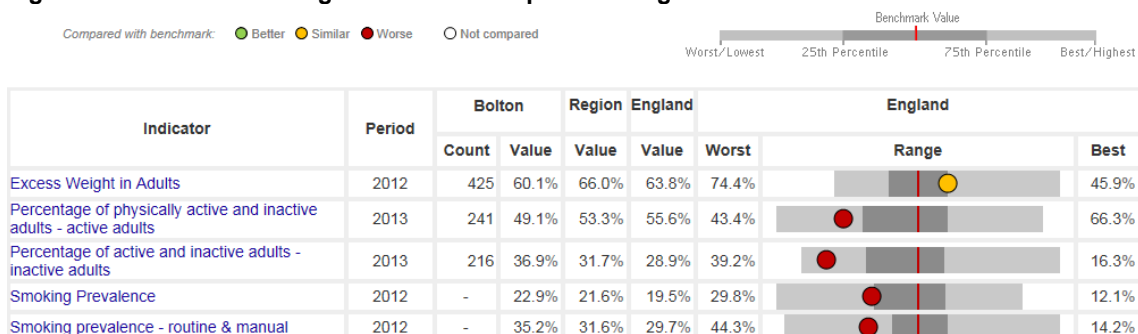 Compared with benchmark: Better Similar Worse Not compared
Benchmark Value
Worst/Lowest 25th Percentile 75th Percentile Best/Highest
Indicator Period Bolton Region England England
Count Value Value Value Worst Range Best
Excess Weight in Adults 2012 425 60.1% 66.0% 63.8% 74.4% 45.9%
Percentage of physically active and inactive
adults - active adults 2013 241 49.1% 53.3% 55.6% 43.4% 66.3%
Percentage of active and inactive adults -
inactive adults 2013 216 36.9% 31.7% 28.9% 39.2% 16.3%
Smoking Prevalence 2012 - 22.9% 21.6% 19.5% 29.8% 12.1%
Smoking prevalence - routine & manual 2012 - 35.2% 31.6% 29.7% 44.3% 14.2%